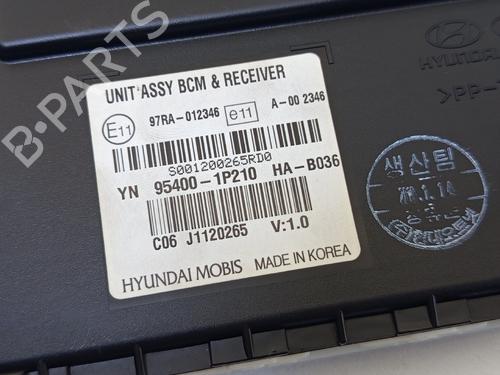 B-PARTS
UNIT ASSY BCM & RECEIVER
E11 97RA-012346 e11 A-00 2346
S001200265RD0
YN 95400-1P210 HA-B036
C06 J1120265 V:1.0
HYUNDAI MOBIS MADE IN KOREA
HYUNDAI
>PP-
생산팀